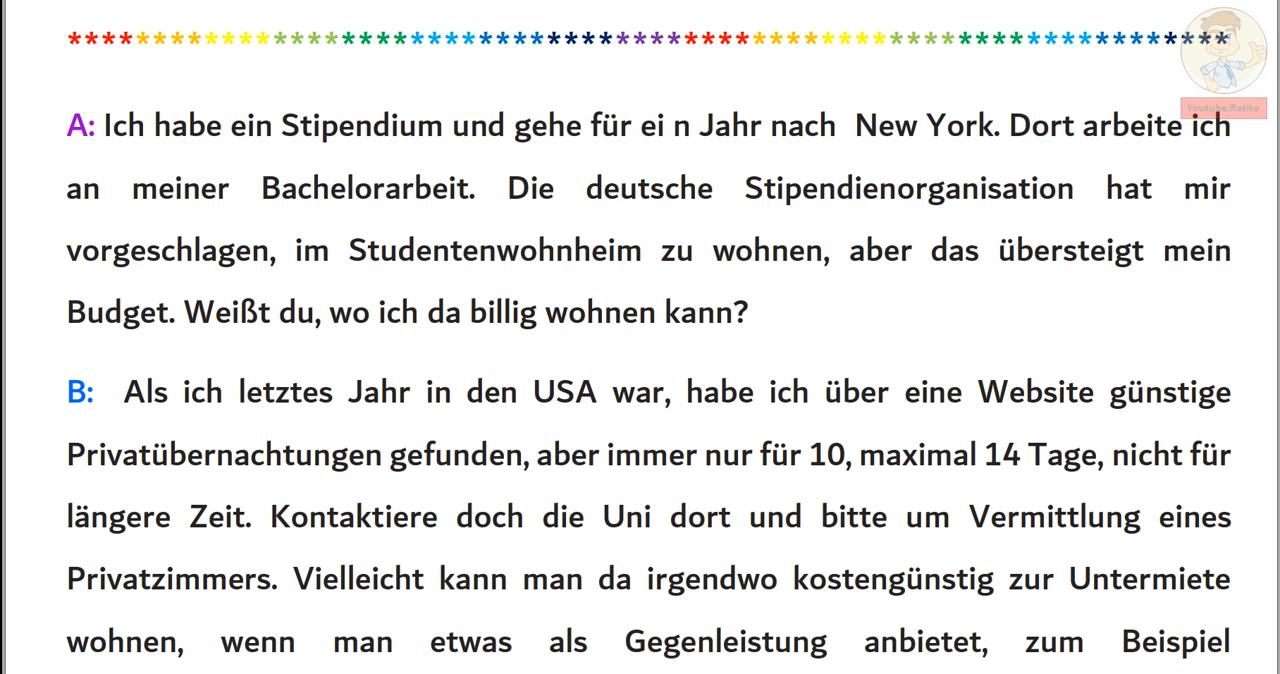 ************************************************************************
Youtube:Ratito
A: Ich habe ein Stipendium und gehe für ei n Jahr nach  New York. Dort arbeite ich
an meiner Bachelorarbeit. Die deutsche Stipendienorganisation hat mir
vorgeschlagen, im Studentenwohnheim zu wohnen, aber das übersteigt mein
Budget. Weißt du, wo ich da billig wohnen kann?
B:  Als ich letztes Jahr in den USA war, habe ich über eine Website günstige
Privatübernachtungen gefunden, aber immer nur für 10, maximal 14 Tage, nicht für
längere Zeit. Kontaktiere doch die Uni dort und bitte um Vermittlung eines
Privatzimmers. Vielleicht kann man da irgendwo kostengünstig zur Untermiete
wohnen, wenn man etwas als Gegenleistung anbietet, zum Beispiel